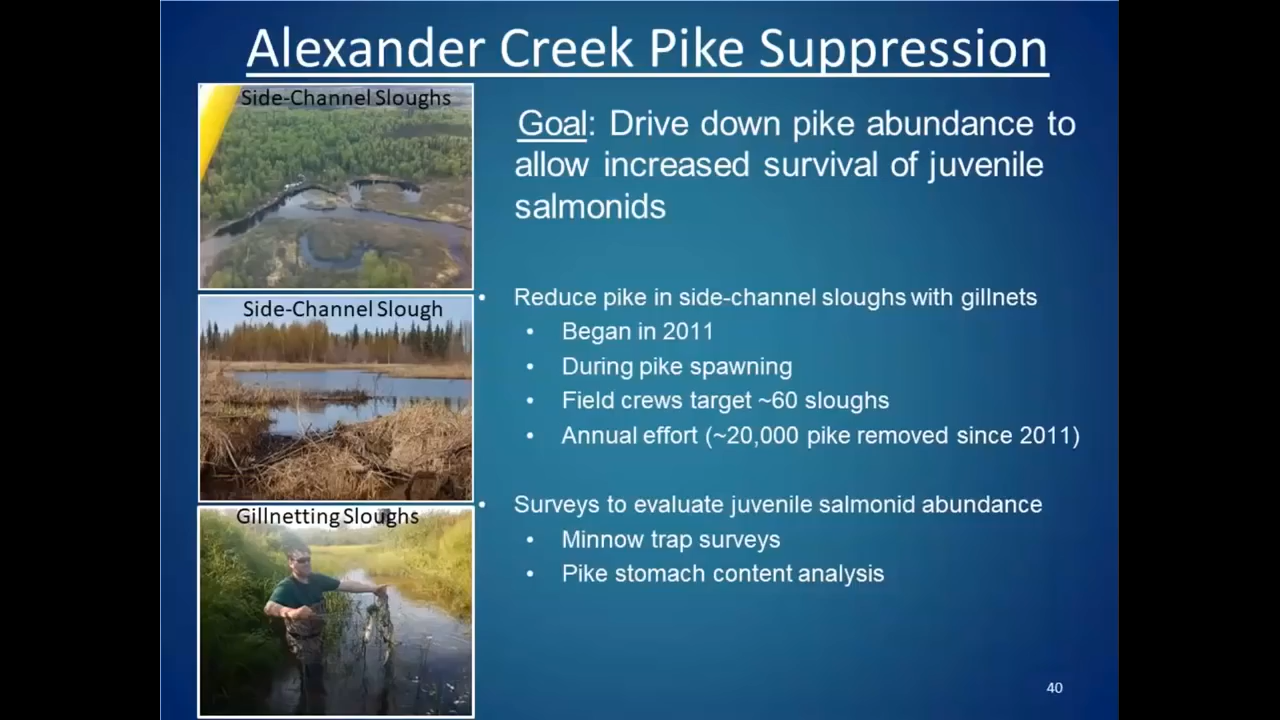 Alexander Creek Pike Suppression
Side-Channel Sloughs
Goal: Drive down pike abundance to
allow increased survival of juvenile
salmonids
Side-Channel Slough
• Reduce pike in side-channel sloughs with gillnets
• Began in 2011
• During pike spawning
• Field crews target ~60 sloughs
• Annual effort (~20,000 pike removed since 2011)
Gillnetting Sloughs
• Surveys to evaluate juvenile salmonid abundance
• Minnow trap surveys
• Pike stomach content analysis
40